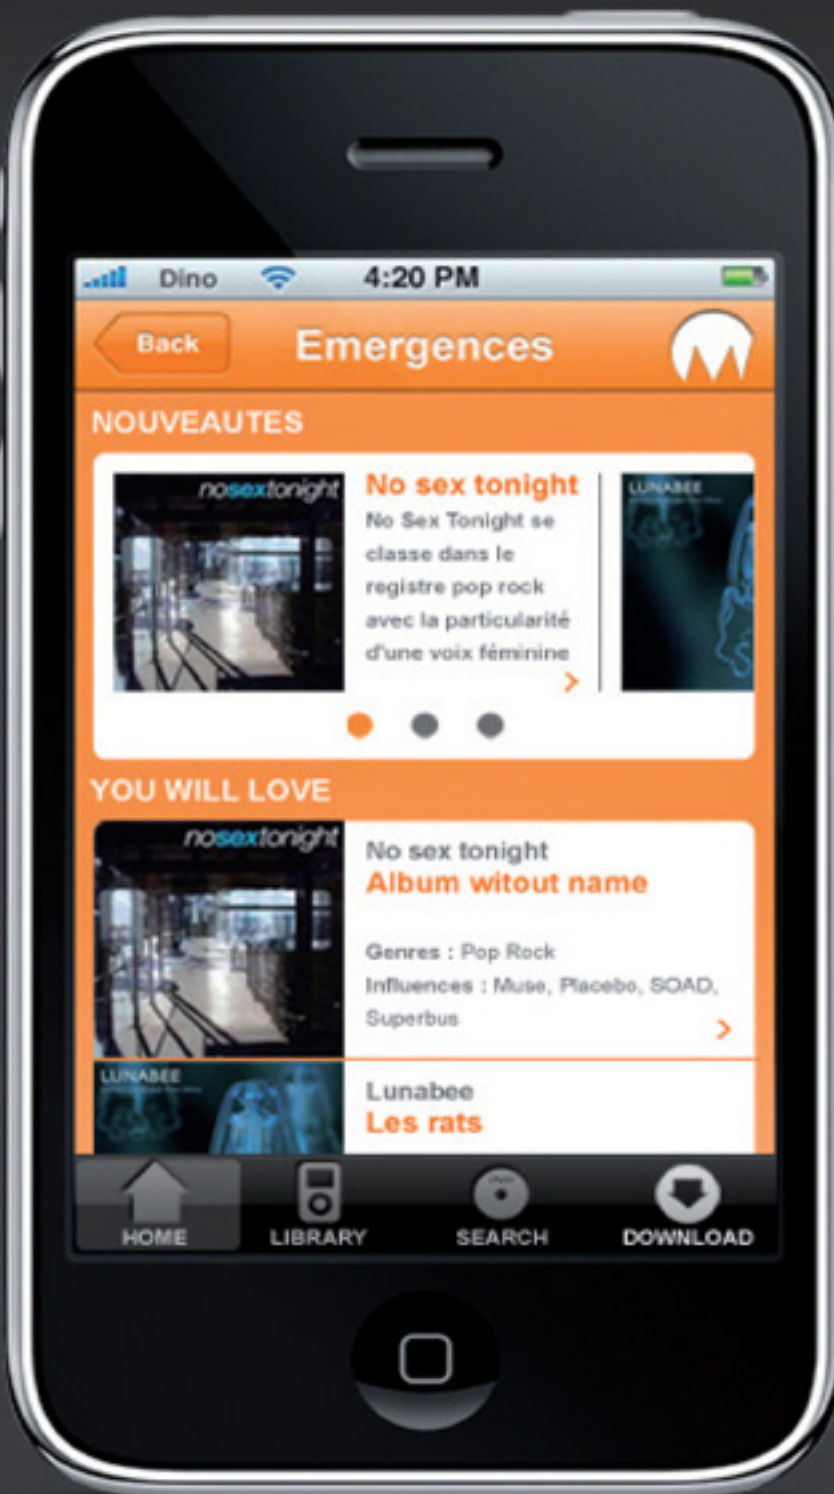 Dino 4:20 PM
Back
Emergences
NOUVEAUTES
nosextonight
No sex tonight
No Sex Tonight se
classe dans le
registre pop rock
avec la particularité
d'une voix féminine
LUNABEE
YOU WILL LOVE
nosextonight
No sex tonight
Album witout name
Genres : Pop Rock
Influences : Muse, Placebo, SOAD,
Superbus
LUNABEE
Lunabee
Les rats
HOME
LIBRARY
SEARCH
DOWNLOAD